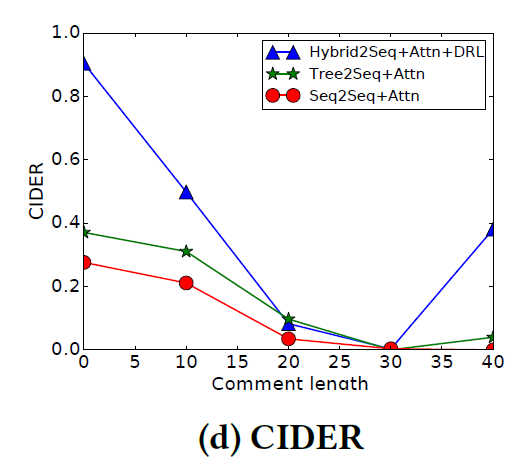 1.0
Hybrid2Seq+Attn+DRL
Tree2Seq+Attn
Seq2Seq+Attn
0.8
0.6
CIDER
0.4
0.2
0.0
0 5 10 15 20 25 30 35 40
Comment length
(d) CIDER